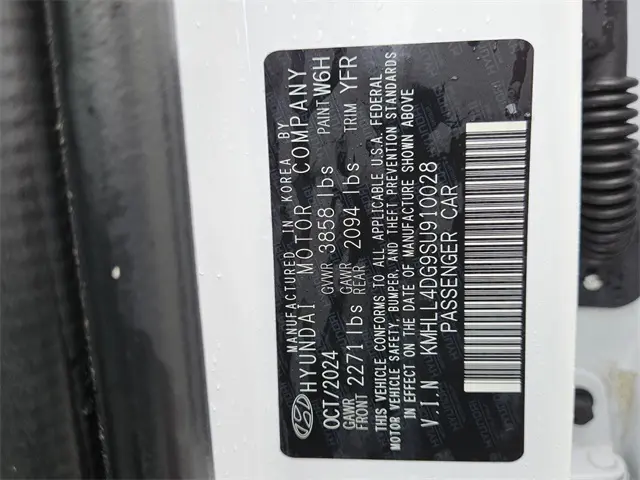 MANUFACTURED IN KOREA BY
HYUNDAI MOTOR COMPANY
OCT/2024 GVWR 3858 lbs PAINT W6H
GAWR FRONT 2271 lbs GAWR REAR 2094 lbs TRIM YFR
THIS VEHICLE CONFORMS TO ALL APPLICABLE U.S.A. FEDERAL
MOTOR VEHICLE SAFETY, BUMPER, AND THEFT PREVENTION STANDARDS
IN EFFECT ON THE DATE OF MANUFACTURE SHOWN ABOVE
V.I.N KMHLL4DG9SU910028
PASSENGER CAR